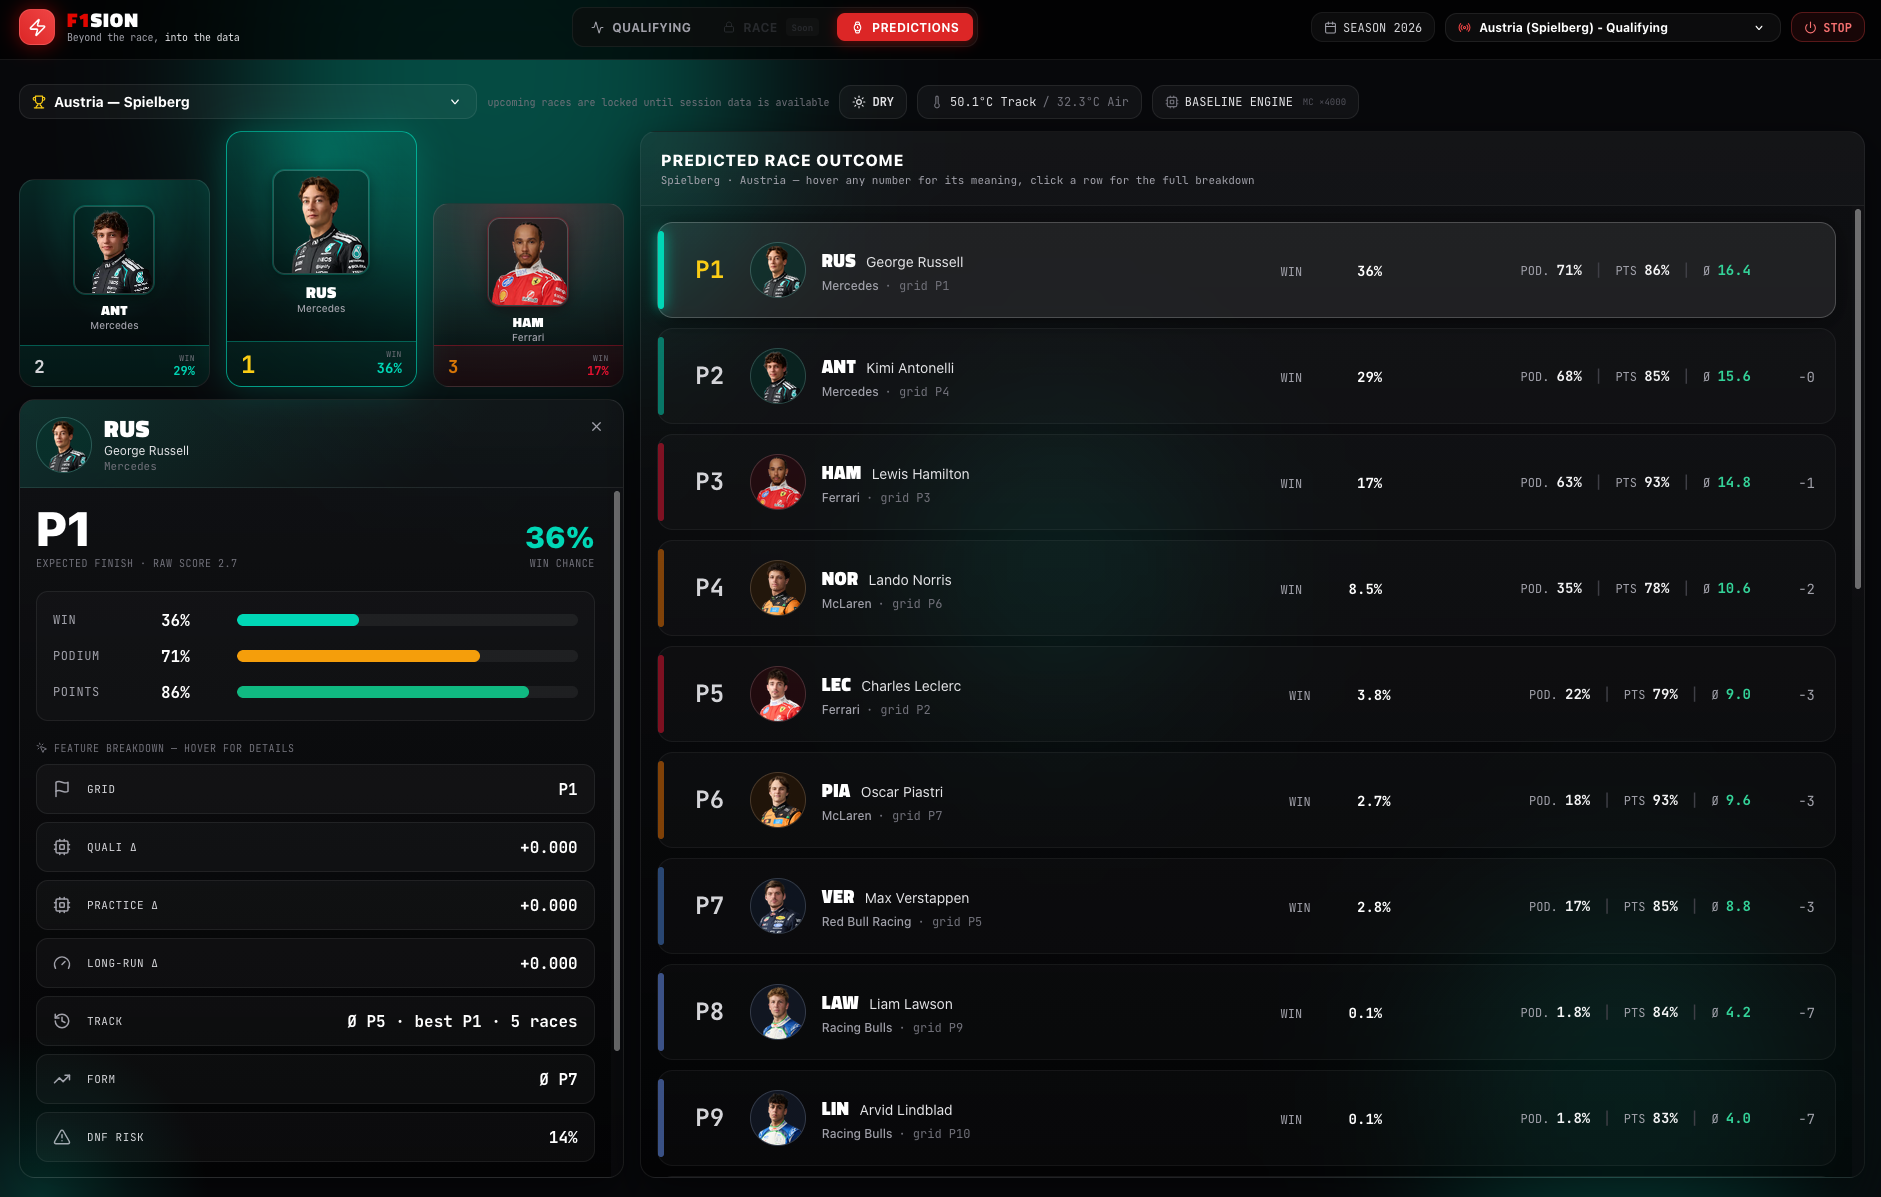 F1SION
Beyond the race, into the data
QUALIFYING
RACE Soon
PREDICTIONS
SEASON 2026
Austria (Spielberg) - Qualifying
STOP
Austria — Spielberg
upcoming races are locked until session data is available
DRY
50.1°C Track / 32.3°C Air
BASELINE ENGINE MC ×4000
ANT
Mercedes
2
WIN
29%
RUS
Mercedes
1
WIN
36%
HAM
Ferrari
3
WIN
17%
RUS
George Russell
Mercedes
P1
36%
EXPECTED FINISH · RAW SCORE 2.7
WIN CHANCE
WIN 36%
PODIUM 71%
POINTS 86%
FEATURE BREAKDOWN — HOVER FOR DETAILS
GRID P1
QUALI Δ +0.000
PRACTICE Δ +0.000
LONG-RUN Δ +0.000
TRACK Ø P5 · best P1 · 5 races
FORM Ø P7
DNF RISK 14%
PREDICTED RACE OUTCOME
Spielberg · Austria — hover any number for its meaning, click a row for the full breakdown
P1
RUS George Russell
Mercedes · grid P1
WIN 36% POD. 71% | PTS 86% | Ø 16.4
P2
ANT Kimi Antonelli
Mercedes · grid P4
WIN 29% POD. 68% | PTS 85% | Ø 15.6 -0
P3
HAM Lewis Hamilton
Ferrari · grid P3
WIN 17% POD. 63% | PTS 93% | Ø 14.8 -1
P4
NOR Lando Norris
McLaren · grid P6
WIN 8.5% POD. 35% | PTS 78% | Ø 10.6 -2
P5
LEC Charles Leclerc
Ferrari · grid P2
WIN 3.8% POD. 22% | PTS 79% | Ø 9.0 -3
P6
PIA Oscar Piastri
McLaren · grid P7
WIN 2.7% POD. 18% | PTS 93% | Ø 9.6 -3
P7
VER Max Verstappen
Red Bull Racing · grid P5
WIN 2.8% POD. 17% | PTS 85% | Ø 8.8 -3
P8
LAW Liam Lawson
Racing Bulls · grid P9
WIN 0.1% POD. 1.8% | PTS 84% | Ø 4.2 -7
P9
LIN Arvid Lindblad
Racing Bulls · grid P10
WIN 0.1% POD. 1.8% | PTS 83% | Ø 4.0 -7